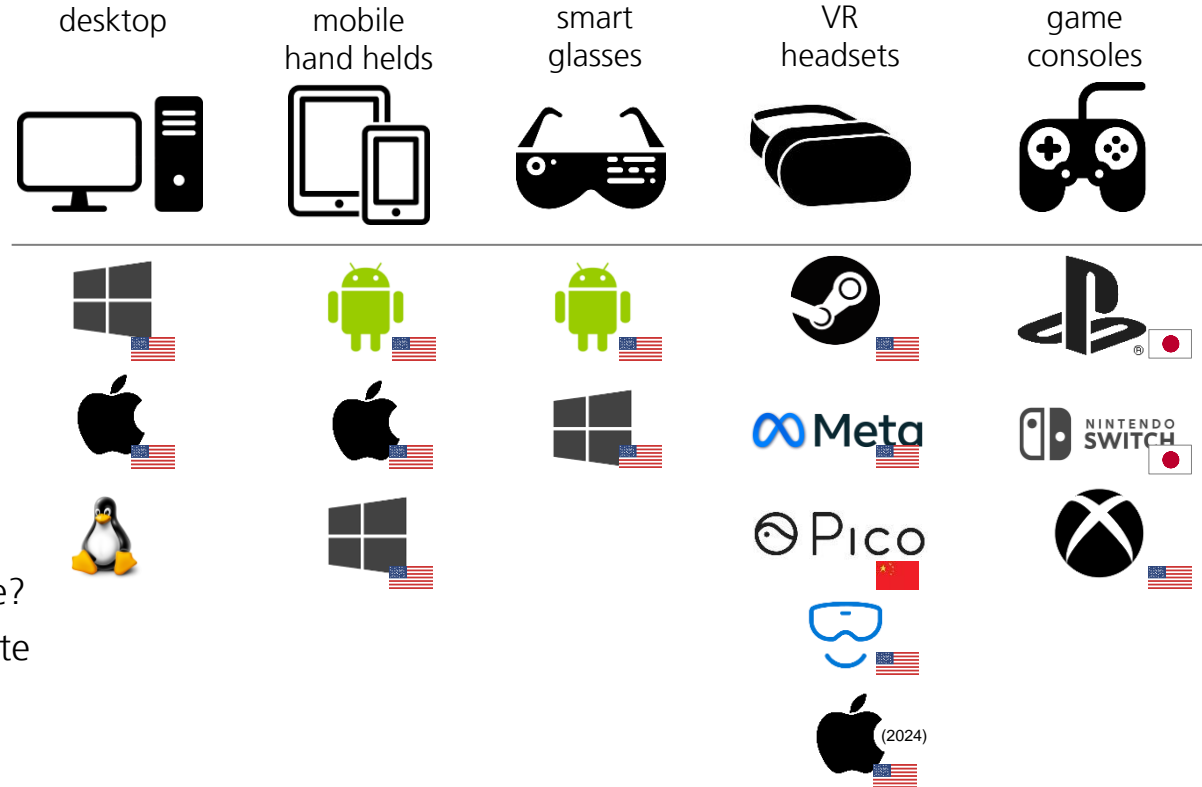 desktop
mobile
hand helds
smart
glasses
VR
headsets
game
consoles
®
Meta
NINTENDO
SWITCH
Pico
e?
te
(2024)